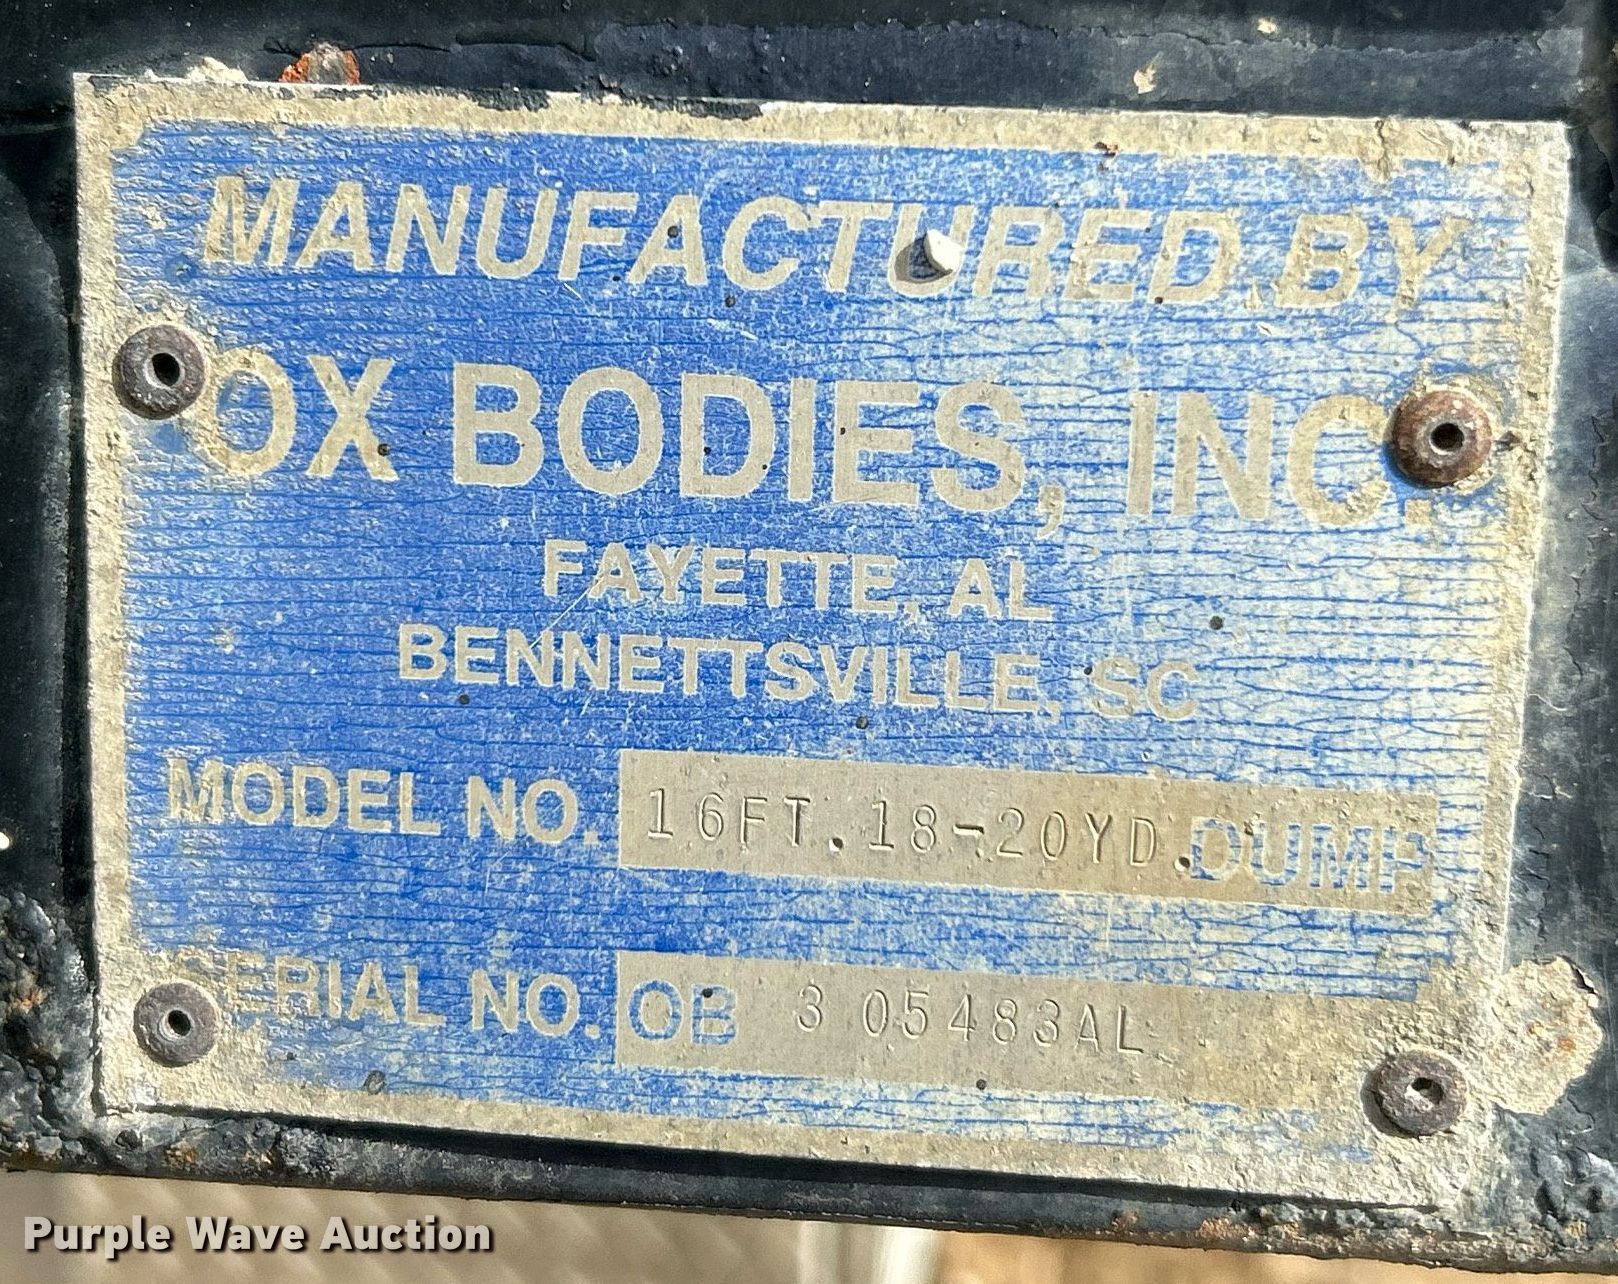 MANUFACTURED BY
OX BODIES, INC.
FAYETTE, AL
BENNETTSVILLE, SC
MODEL NO. 16FT.18-20YD.DUMP
SERIAL NO. OB 3 05483AL
Purple Wave Auction